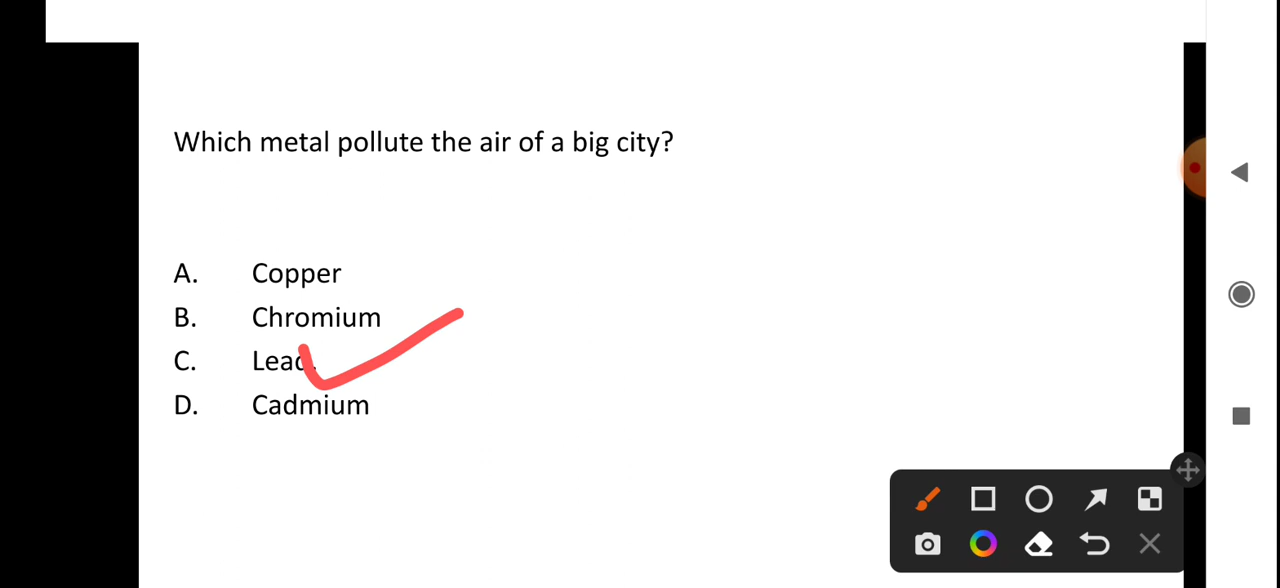 Which metal pollute the air of a big city?
A. Copper
B. Chromium
C. Lead
D. Cadmium